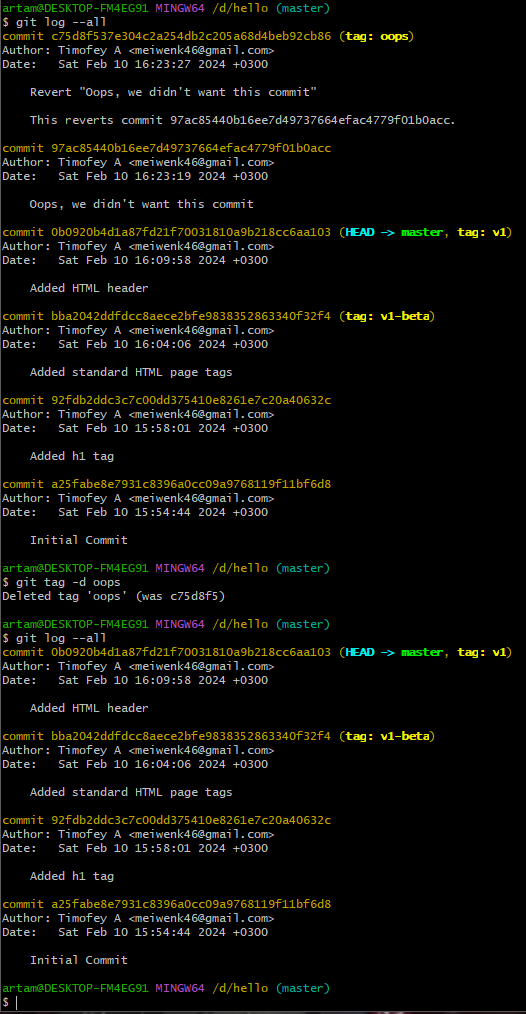 artam@DESKTOP-FM4EG91 MINGW64 /d/hello (master)
$ git log --all
commit c75d8f537e304c2a254db2c205a68d4beb92cb86 (tag: oops)
Author: Timofey A <meiwenk46@gmail.com>
Date:   Sat Feb 10 16:23:27 2024 +0300
    Revert "Oops, we didn't want this commit"
    This reverts commit 97ac85440b16ee7d49737664efac4779f01b0acc.
commit 97ac85440b16ee7d49737664efac4779f01b0acc
Author: Timofey A <meiwenk46@gmail.com>
Date:   Sat Feb 10 16:23:19 2024 +0300
    Oops, we didn't want this commit
commit 0b0920b4d1a87fd21f70031810a9b218cc6aa103 (HEAD -> master, tag: v1)
Author: Timofey A <meiwenk46@gmail.com>
Date:   Sat Feb 10 16:09:58 2024 +0300
    Added HTML header
commit bba2042ddfdcc8aece2bfe9838352863340f32f4 (tag: v1-beta)
Author: Timofey A <meiwenk46@gmail.com>
Date:   Sat Feb 10 16:04:06 2024 +0300
    Added standard HTML page tags
commit 92fdb2ddc3c7c00dd375410e8261e7c20a40632c
Author: Timofey A <meiwenk46@gmail.com>
Date:   Sat Feb 10 15:58:01 2024 +0300
    Added h1 tag
commit a25fabe8e7931c8396a0cc09a9768119f11bf6d8
Author: Timofey A <meiwenk46@gmail.com>
Date:   Sat Feb 10 15:54:44 2024 +0300
    Initial Commit
artam@DESKTOP-FM4EG91 MINGW64 /d/hello (master)
$ git tag -d oops
Deleted tag 'oops' (was c75d8f5)
artam@DESKTOP-FM4EG91 MINGW64 /d/hello (master)
$ git log --all
commit 0b0920b4d1a87fd21f70031810a9b218cc6aa103 (HEAD -> master, tag: v1)
Author: Timofey A <meiwenk46@gmail.com>
Date:   Sat Feb 10 16:09:58 2024 +0300
    Added HTML header
commit bba2042ddfdcc8aece2bfe9838352863340f32f4 (tag: v1-beta)
Author: Timofey A <meiwenk46@gmail.com>
Date:   Sat Feb 10 16:04:06 2024 +0300
    Added standard HTML page tags
commit 92fdb2ddc3c7c00dd375410e8261e7c20a40632c
Author: Timofey A <meiwenk46@gmail.com>
Date:   Sat Feb 10 15:58:01 2024 +0300
    Added h1 tag
commit a25fabe8e7931c8396a0cc09a9768119f11bf6d8
Author: Timofey A <meiwenk46@gmail.com>
Date:   Sat Feb 10 15:54:44 2024 +0300
    Initial Commit
artam@DESKTOP-FM4EG91 MINGW64 /d/hello (master)
$